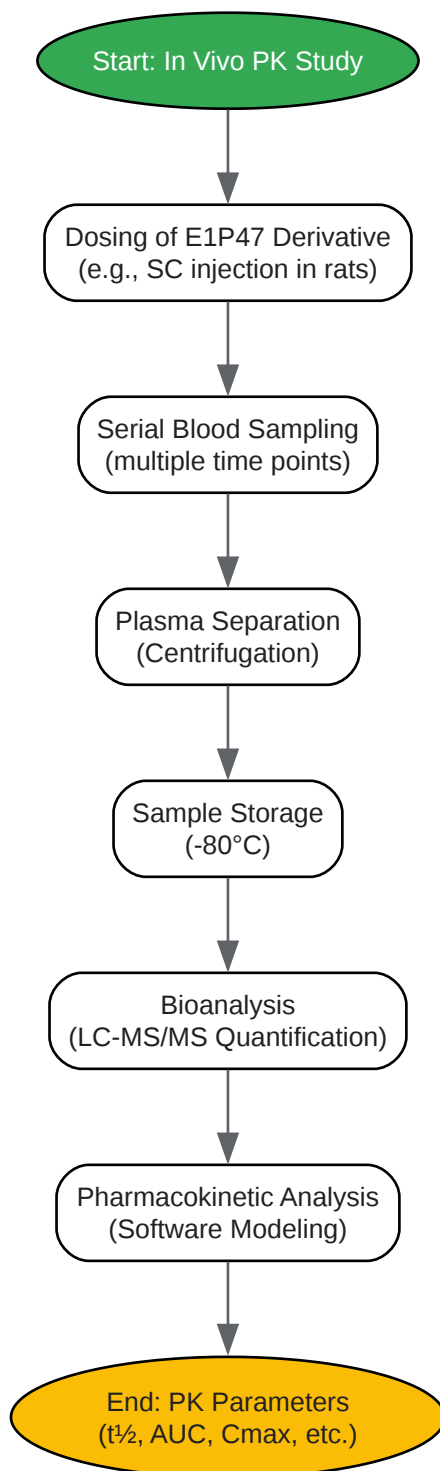 Start: In Vivo PK Study
Dosing of E1P47 Derivative
(e.g., SC injection in rats)
Serial Blood Sampling
(multiple time points)
Plasma Separation
(Centrifugation)
Sample Storage
(-80°C)
Bioanalysis
(LC-MS/MS Quantification)
Pharmacokinetic Analysis
(Software Modeling)
End: PK Parameters
(t½, AUC, Cmax, etc.)